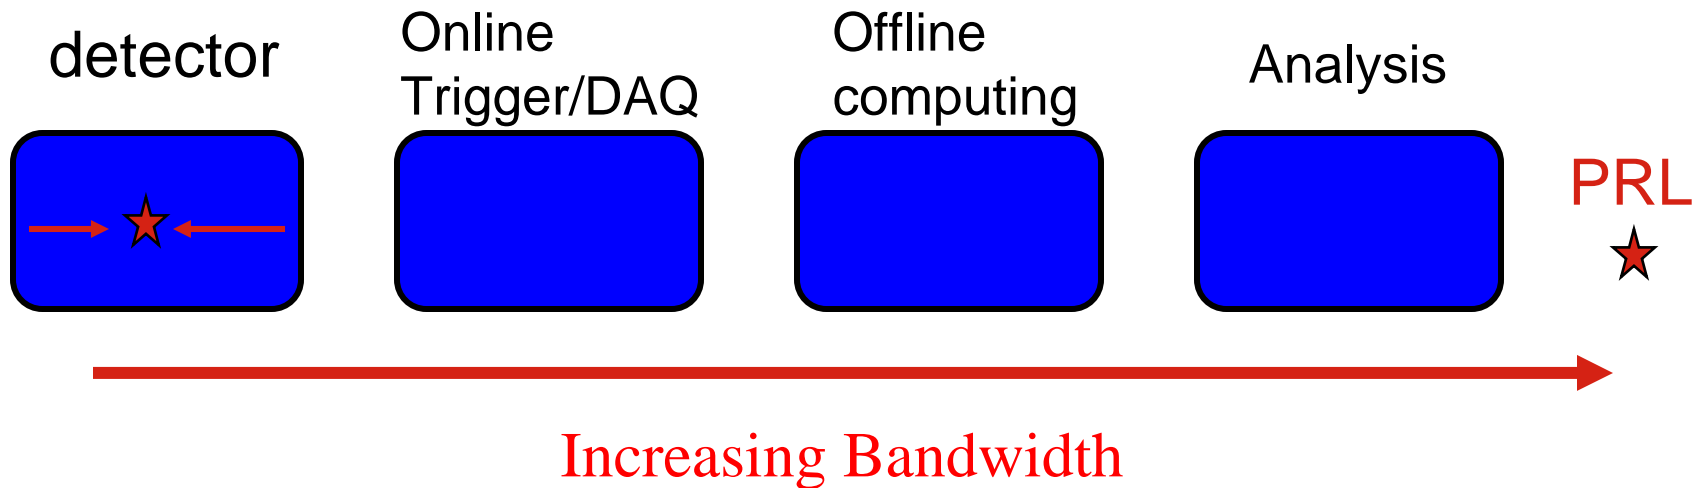 detector
Online
Trigger/DAQ
Offline
computing
Analysis
PRL
Increasing Bandwidth